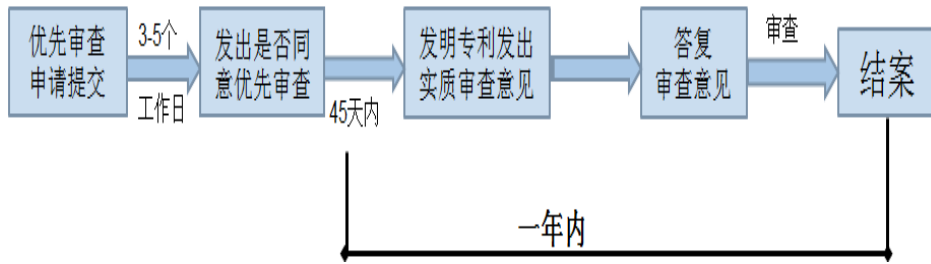 优先审查
申请提交
3-5个
工作日
发出是否同
意优先审查
45天内
发明专利发出
实质审查意见
答复
审查意见
审查
结案
一年内